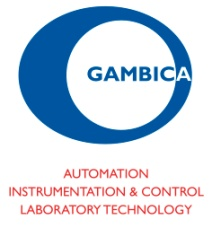 GAMBICA
AUTOMATION
INSTRUMENTATION & CONTROL
LABORATORY TECHNOLOGY